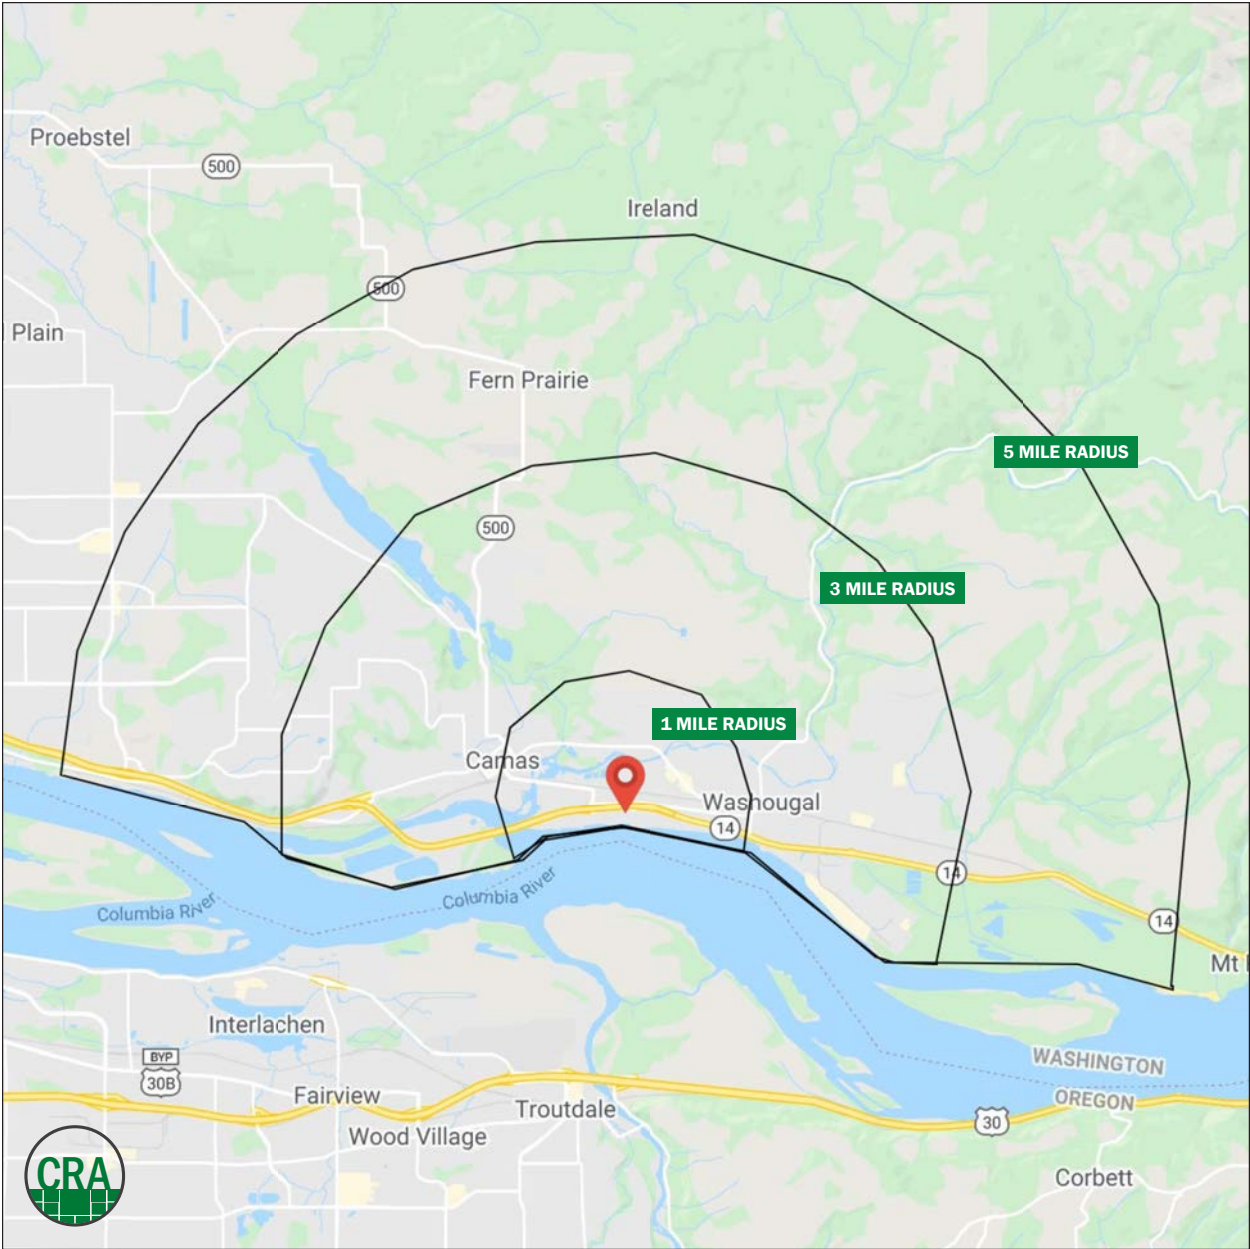 Proebstel
500
Ireland
500
Plain
Fern Prairie
5 MILE RADIUS
500
3 MILE RADIUS
1 MILE RADIUS
Camas
Washougal
14
14
Columbia River
Columbia River
14
Mt
Interlachen
BYP
30B
WASHINGTON
OREGON
Fairview
Troutdale
30
Wood Village
CRA
Corbett